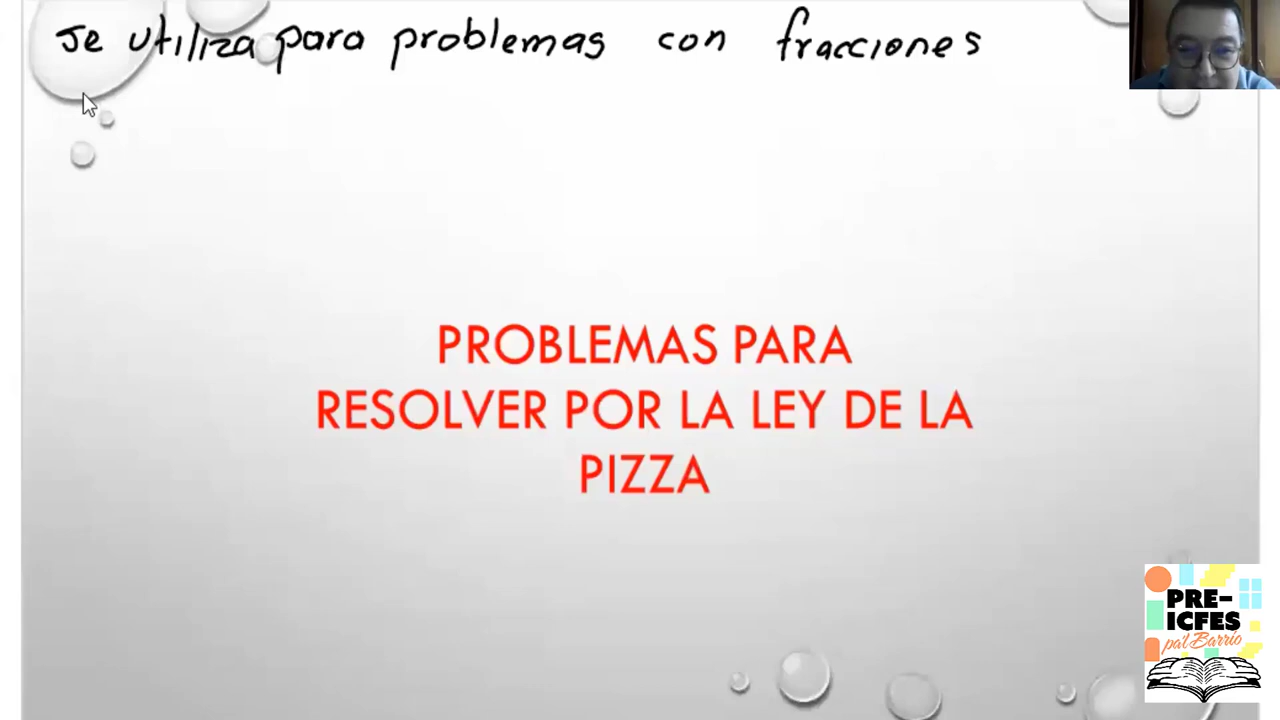 se utiliza para problemas con fracciones
PROBLEMAS PARA
RESOLVER POR LA LEY DE LA
PIZZA
PRE-
ICFES
pa'l Barrio